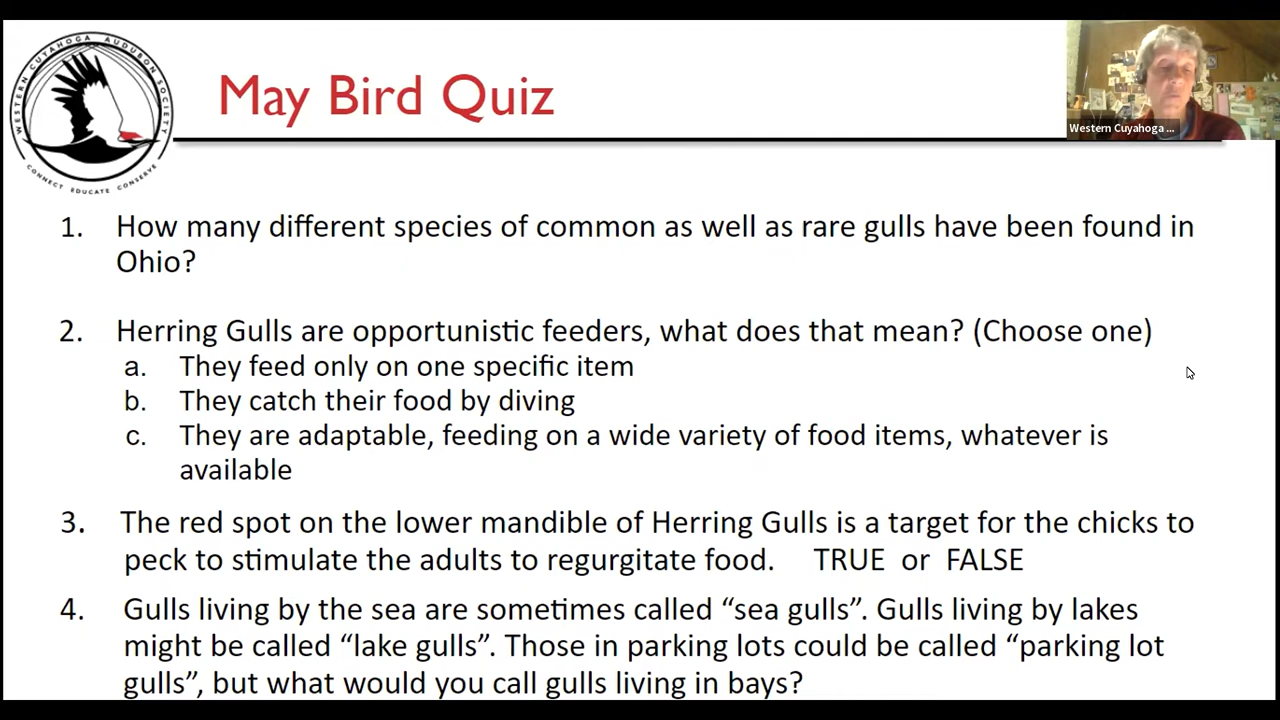 WESTERN CUYAHOGA AUDUBON SOCIETY
CONNECT EDUCATE CONSERVE
May Bird Quiz
Western Cuyahoga ...
1. How many different species of common as well as rare gulls have been found in
Ohio?
2. Herring Gulls are opportunistic feeders, what does that mean? (Choose one)
a. They feed only on one specific item
b. They catch their food by diving
c. They are adaptable, feeding on a wide variety of food items, whatever is
available
3. The red spot on the lower mandible of Herring Gulls is a target for the chicks to
peck to stimulate the adults to regurgitate food. TRUE or FALSE
4. Gulls living by the sea are sometimes called “sea gulls”. Gulls living by lakes
might be called “lake gulls”. Those in parking lots could be called “parking lot
gulls”, but what would you call gulls living in bays?